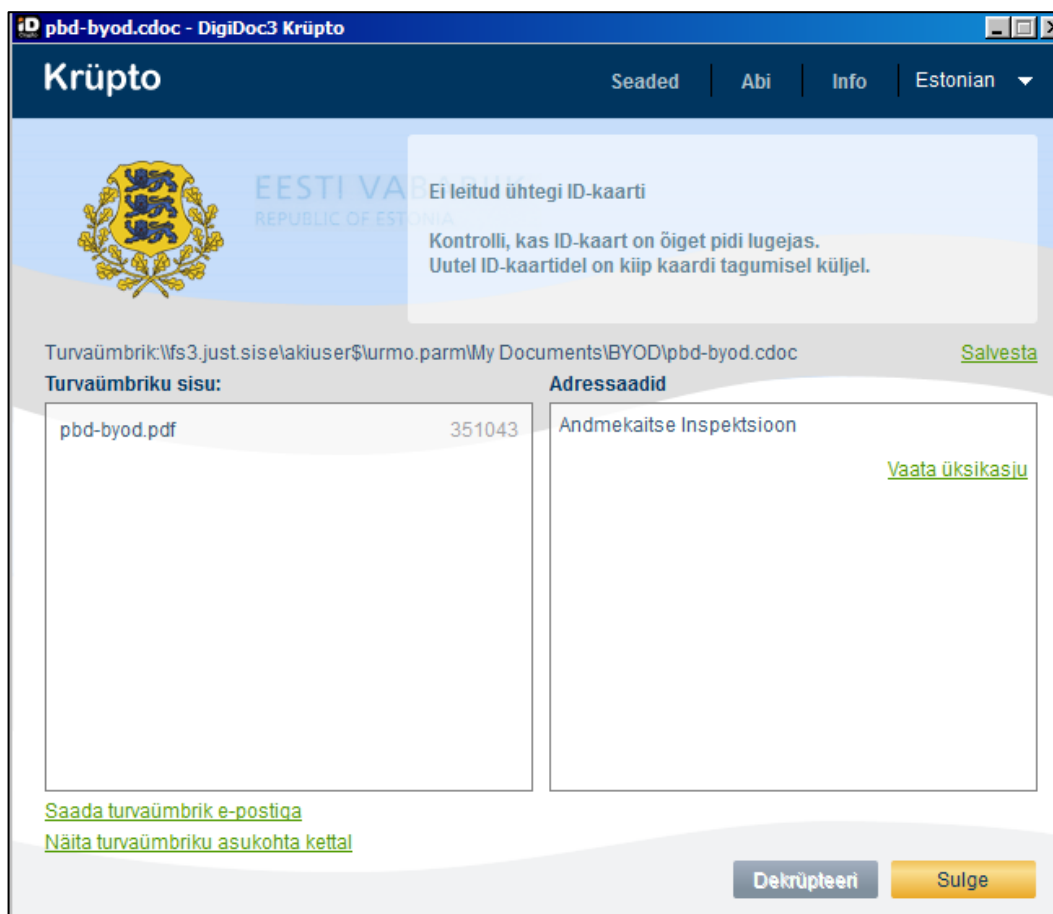 pbd-byod.cdoc - DigiDoc3 Krüpto
Krüpto
Seaded
Abi
Info
Estonian
EESTI VABARIIK
REPUBLIC OF ESTONIA
Ei leitud ühtegi ID-kaarti
Kontrolli, kas ID-kaart on õiget pidi lugejas.
Uutel ID-kaartidel on kiip kaardi tagumisel küljel.
Turvaümbrik:\\fs3.just.sise\akiuser$\urmo.parm\My Documents\BYOD\pbd-byod.cdoc
Salvesta
Turvaümbriku sisu:
Adressaadid
pbd-byod.pdf 351043
Andmekaitse Inspektsioon
Vaata üksikasju
Saada turvaümbrik e-postiga
Näita turvaümbriku asukohta kettal
Dekrüpteeri
Sulge